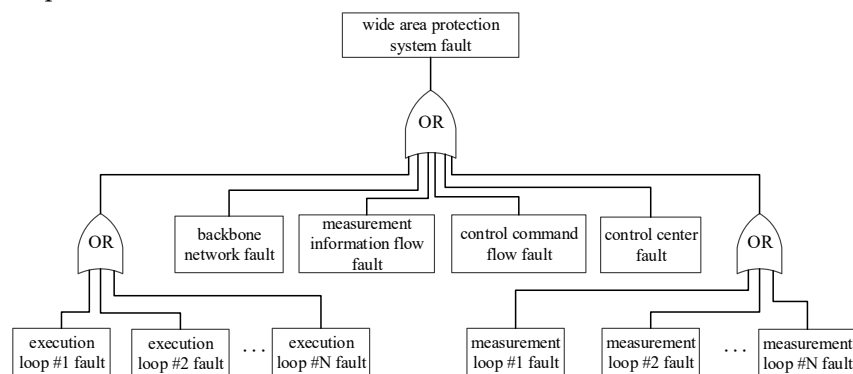 wide area protection
system fault
OR
OR
backbone
network fault
measurement
information flow
fault
control command
flow fault
control center
fault
OR
execution
loop #1 fault
execution
loop #2 fault
...
execution
loop #N fault
measurement
loop #1 fault
measurement
loop #2 fault
...
measurement
loop #N fault